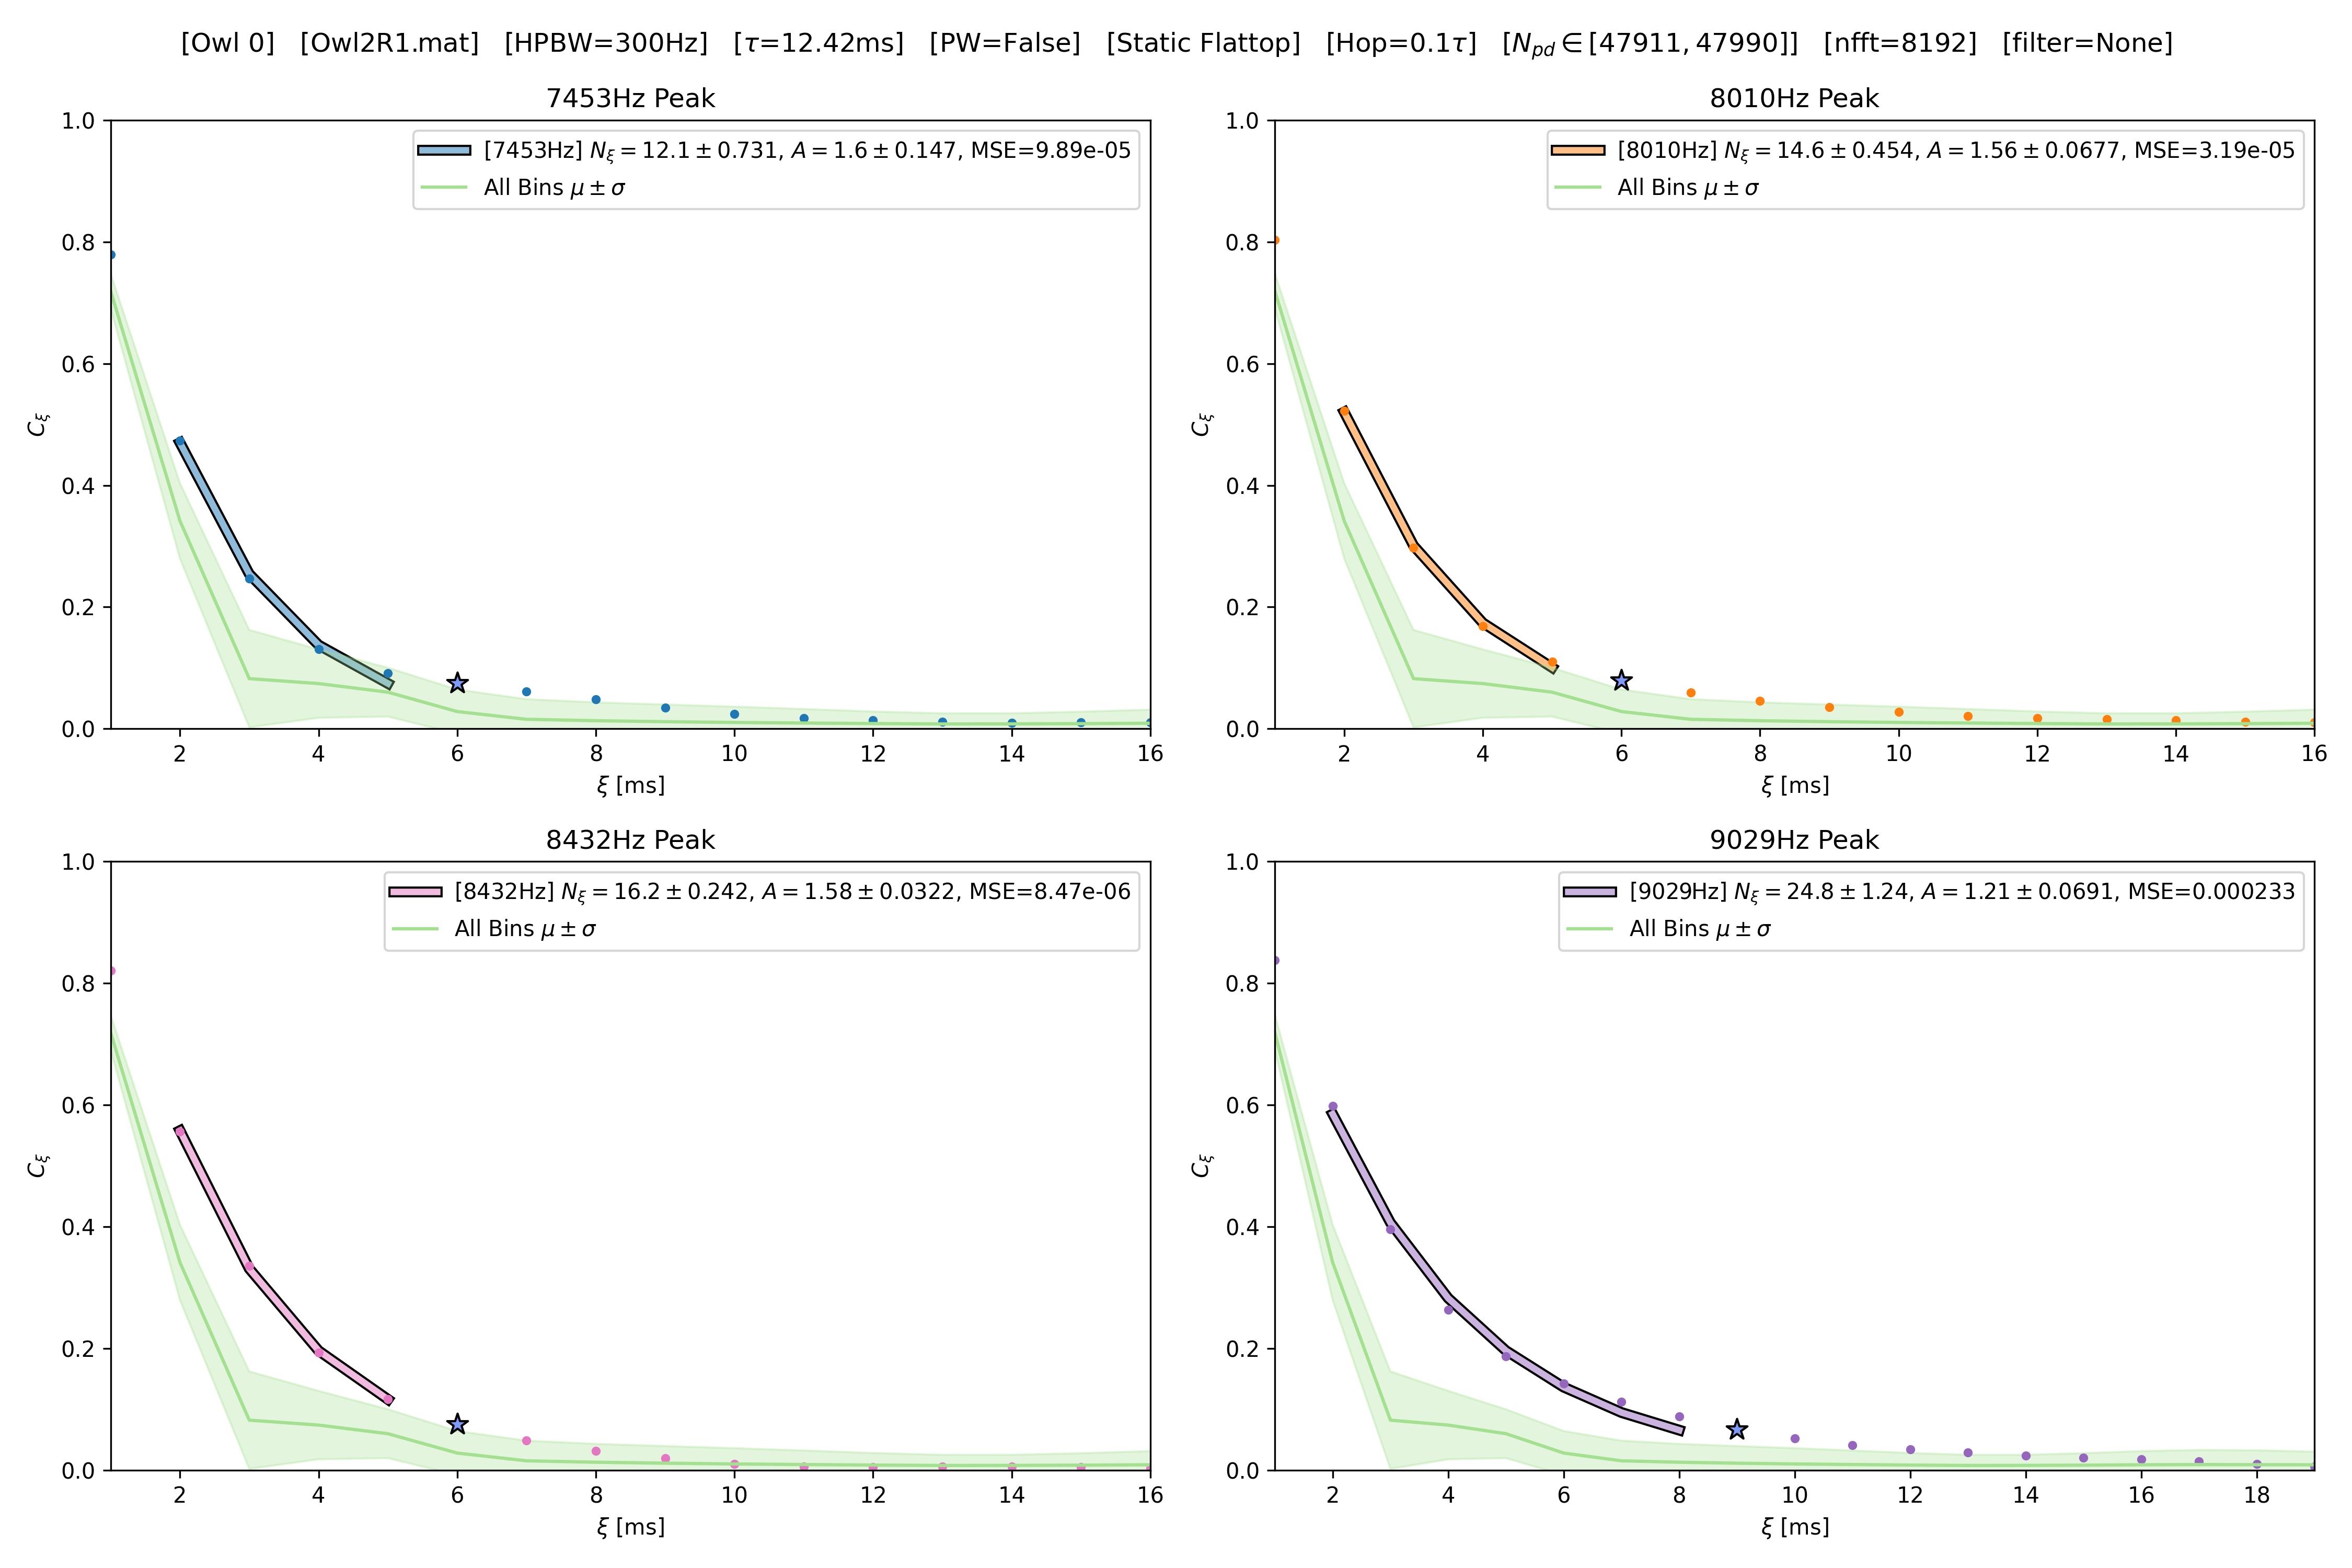 [Owl 0] [Owl2R1.mat] [HPBW=300Hz] [τ=12.42ms] [PW=False] [Static Flattop] [Hop=0.1τ] [N_pd ∈ [47911, 47990]] [nfft=8192] [filter=None]
7453Hz Peak
[7453Hz] N_ξ = 12.1 ± 0.731, A = 1.6 ± 0.147, MSE=9.89e-05
All Bins μ ± σ
1.0
0.8
0.6
0.4
0.2
0.0
C_ξ
2 4 6 8 10 12 14 16
ξ [ms]
8010Hz Peak
[8010Hz] N_ξ = 14.6 ± 0.454, A = 1.56 ± 0.0677, MSE=3.19e-05
All Bins μ ± σ
1.0
0.8
0.6
0.4
0.2
0.0
C_ξ
2 4 6 8 10 12 14 16
ξ [ms]
8432Hz Peak
[8432Hz] N_ξ = 16.2 ± 0.242, A = 1.58 ± 0.0322, MSE=8.47e-06
All Bins μ ± σ
1.0
0.8
0.6
0.4
0.2
0.0
C_ξ
2 4 6 8 10 12 14 16
ξ [ms]
9029Hz Peak
[9029Hz] N_ξ = 24.8 ± 1.24, A = 1.21 ± 0.0691, MSE=0.000233
All Bins μ ± σ
1.0
0.8
0.6
0.4
0.2
0.0
C_ξ
2 4 6 8 10 12 14 16 18
ξ [ms]